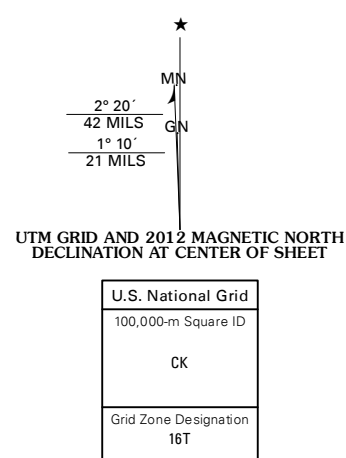 ★
MN
2° 20´
42 MILS
GN
1° 10´
21 MILS
UTM GRID AND 2012 MAGNETIC NORTH
DECLINATION AT CENTER OF SHEET
U.S. National Grid
100,000-m Square ID
CK
Grid Zone Designation
16T